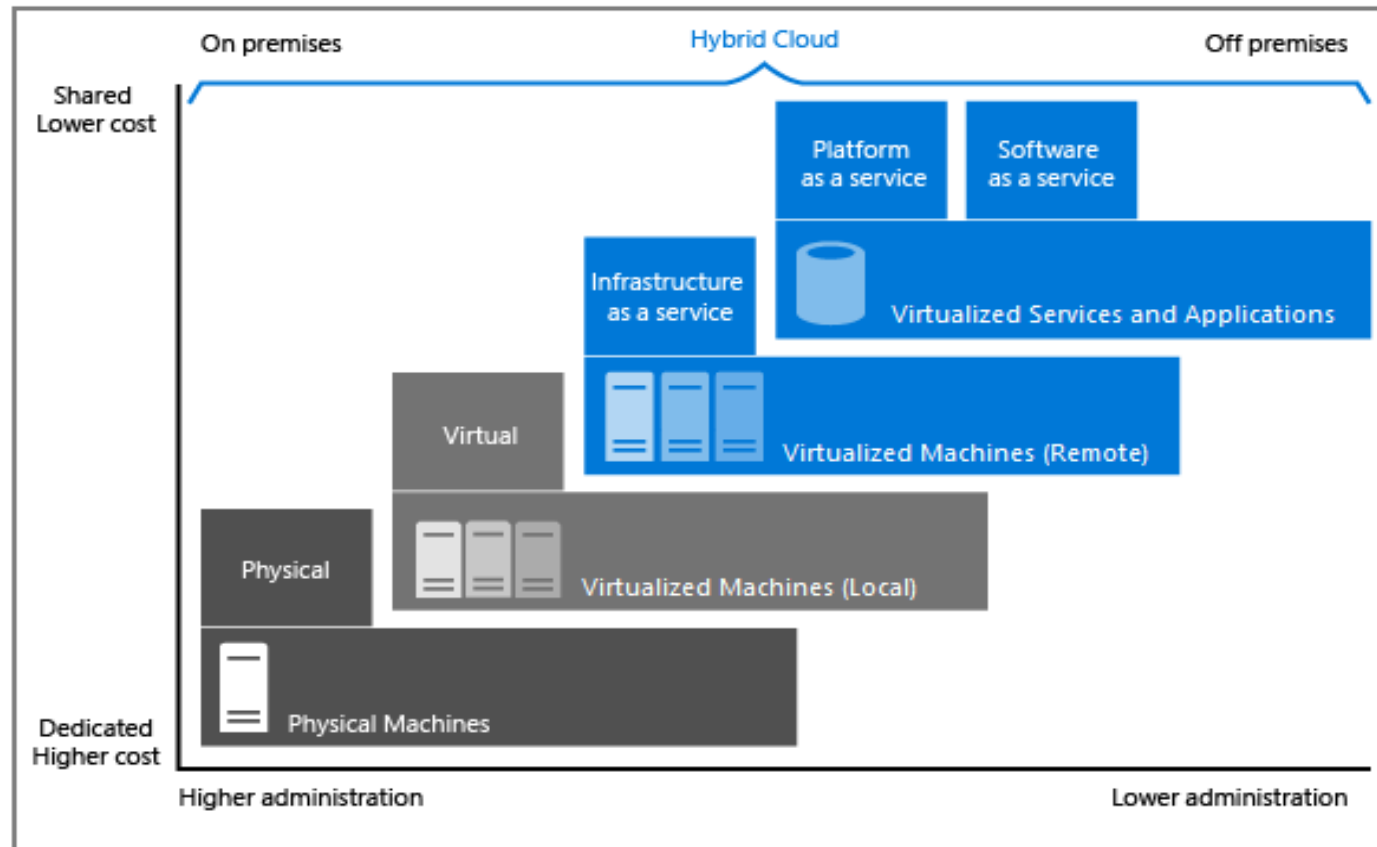 On premises
Hybrid Cloud
Off premises
Shared
Lower cost
Platform
as a service
Software
as a service
Virtualized Services and Applications
Infrastructure
as a service
Virtualized Machines (Remote)
Virtual
Virtualized Machines (Local)
Physical
Physical Machines
Dedicated
Higher cost
Higher administration
Lower administration